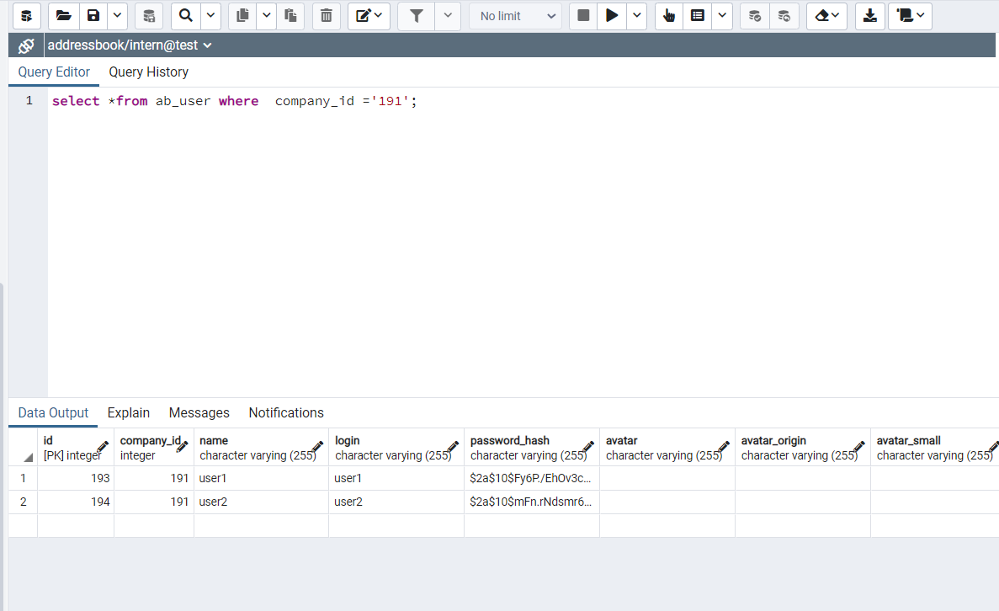 No limit
addressbook/intern@test
Query Editor Query History
1 select *from ab_user where  company_id ='191';
Data Output Explain Messages Notifications
id company_id name login password_hash avatar avatar_origin avatar_small
[PK] integer integer character varying (255) character varying (255) character varying (255) character varying (255) character varying (255) character varying (255)
1 193 191 user1 user1 $2a$10$Fy6P./EhOv3c...
2 194 191 user2 user2 $2a$10$mFn.rNdsmr6...